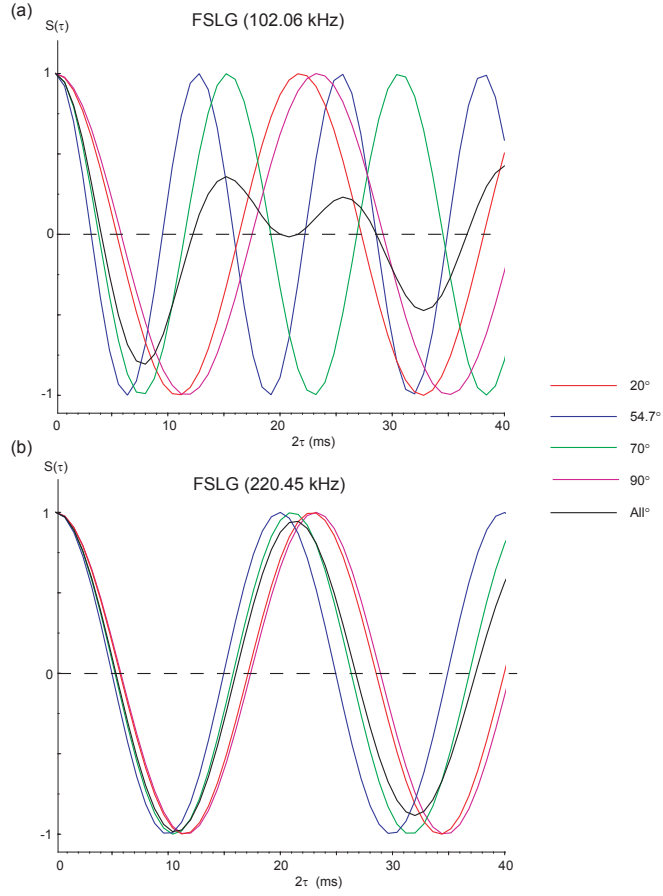 (a)
FSLG (102.06 kHz)
S(τ)
1
0
-1
0
10
20
30
40
2τ (ms)
20°
54.7°
70°
90°
All°
(b)
S(τ)
FSLG (220.45 kHz)
1
0
-1
0
10
20
30
40
2τ (ms)